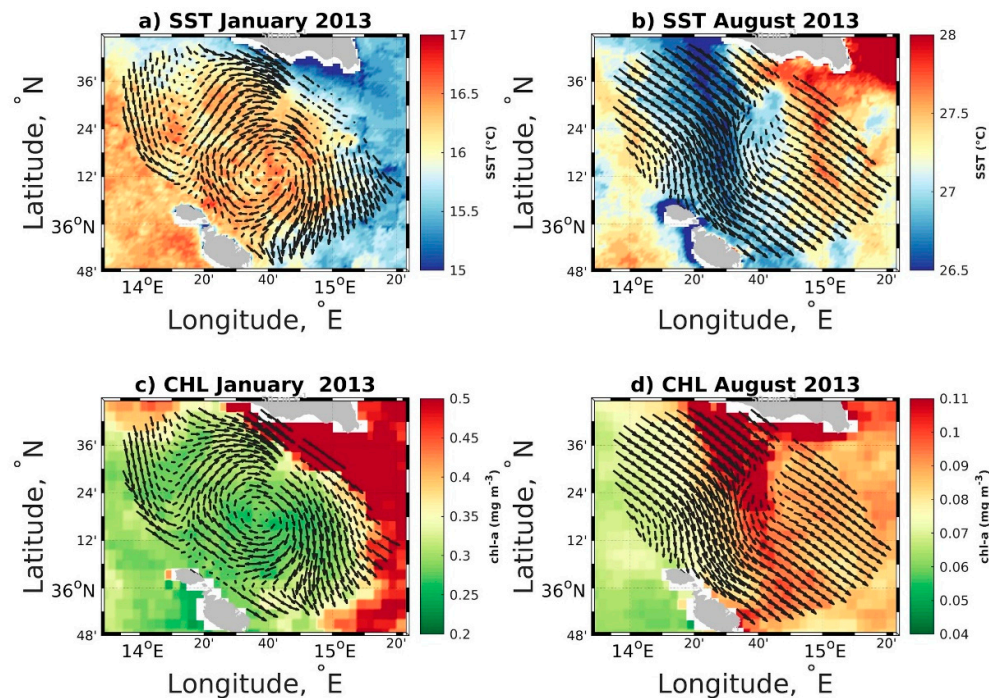 a) SST January 2013
Latitude, °N
36'
24'
12'
36°N
48'
14°E
20'
40'
15°E
20'
Longitude, °E
17
16.5
16
15.5
15
SST (°C)
b) SST August 2013
Latitude, °N
36'
24'
12'
36°N
48'
14°E
20'
40'
15°E
20'
Longitude, °E
28
27.5
27
26.5
SST (°C)
c) CHL January 2013
Latitude, °N
36'
24'
12'
36°N
48'
14°E
20'
40'
15°E
20'
Longitude, °E
0.5
0.45
0.4
0.35
0.3
0.25
0.2
chl-a (mg m⁻³)
d) CHL August 2013
Latitude, °N
36'
24'
12'
36°N
48'
14°E
20'
40'
15°E
20'
Longitude, °E
0.11
0.1
0.09
0.08
0.07
0.06
0.05
0.04
chl-a (mg m⁻³)